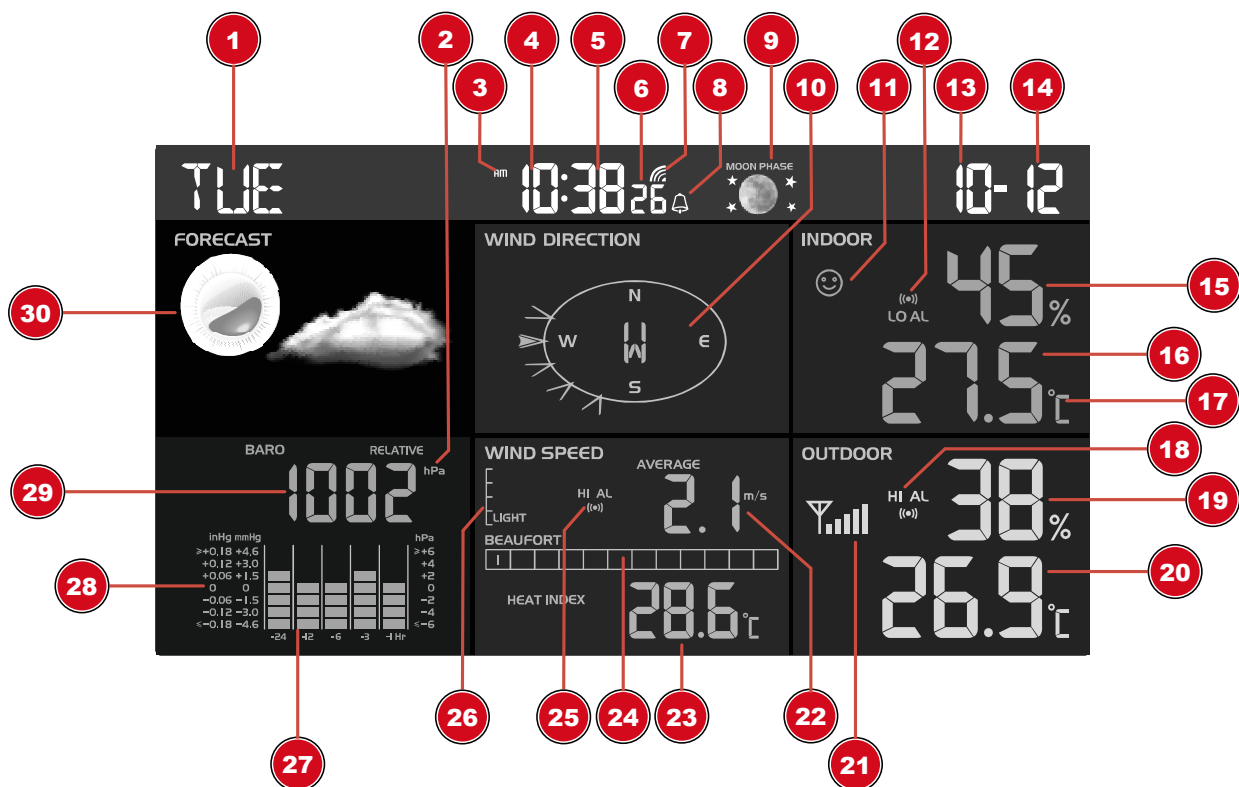 1
2
4
5
7
9
12
3
6
8
10
11
13
14
TUE
AM 10:38 26
MOON PHASE
10-12
FORECAST
WIND DIRECTION
INDOOR
N
W
W
E
S
45 %
LO AL
27.5 °C
15
16
17
30
BARO
RELATIVE
1002 hPa
29
WIND SPEED
AVERAGE
HI AL
2.1 m/s
LIGHT
BEAUFORT
1
HEAT INDEX
28.6 °C
OUTDOOR
HI AL
38 %
26.9 °C
18
19
20
inHg mmHg hPa
≥+0.18 +4.6 ≥+6
+0.12 +3.0 +4
+0.06 +1.5 +2
0 0 0
-0.06 -1.5 -2
-0.12 -3.0 -4
≤-0.18 -4.6 ≤-6
-24 -12 -6 -3 -1 Hr
28
26
25
24
23
22
27
21